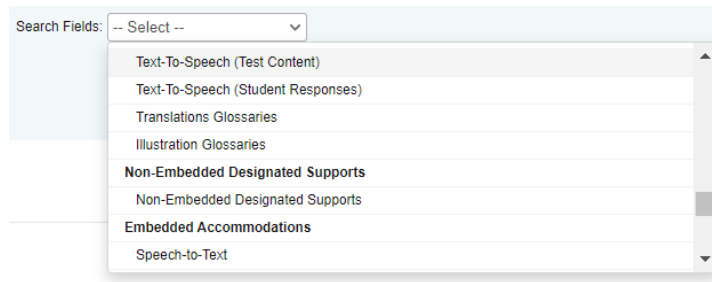 Search Fields: -- Select --
Text-To-Speech (Test Content)
Text-To-Speech (Student Responses)
Translations Glossaries
Illustration Glossaries
Non-Embedded Designated Supports
Non-Embedded Designated Supports
Embedded Accommodations
Speech-to-Text